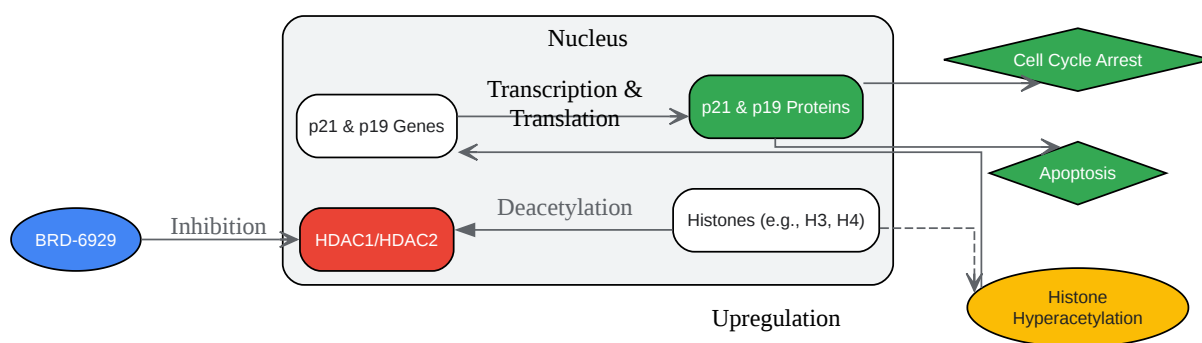 Nucleus
Cell Cycle Arrest
Transcription &
Translation
p21 & p19 Genes
p21 & p19 Proteins
Apoptosis
BRD-6929
Inhibition
HDAC1/HDAC2
Deacetylation
Histones (e.g., H3, H4)
Histone
Hyperacetylation
Upregulation